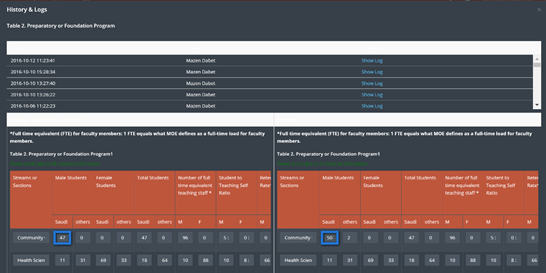 History & Logs
Table 2. Preparatory or Foundation Program
2016-10-12 11:23:41 Mazen Dabet Show Log
2016-10-10 15:28:34 Mazen Dabet Show Log
2016-10-10 13:27:40 Mazen Dabet Show Log
2016-10-10 13:26:22 Mazen Dabet Show Log
2016-10-06 11:22:23 Mazen Dabet Show Log
*Full time equivalent (FTE) for faculty members: 1 FTE equals what MOE defines as a full-time load for faculty members.
Table 2. Preparatory or Foundation Program1
Streams or Sections Male Students Female Students Total Students Number of full time equivalent teaching staff * Student to Teaching Self Ratio
Saudi others Saudi others Saudi others M F M F M
Community 47 0 0 0 47 0 96 0 5: 0: 0
Health Scien 11 31 69 33 18 64 10 88 10 8: 66
*Full time equivalent (FTE) for faculty members: 1 FTE equals what MOE defines as a full-time load for faculty members.
Table 2. Preparatory or Foundation Program1
Streams or Sections Male Students Female Students Total Students Number of full time equivalent teaching staff * Student to Teaching Self Ratio
Saudi others Saudi others Saudi others M F M F M
Community 50 2 0 0 47 0 96 0 5: 0: 0
Health Scien 11 31 69 33 18 64 10 88 10 8: 66